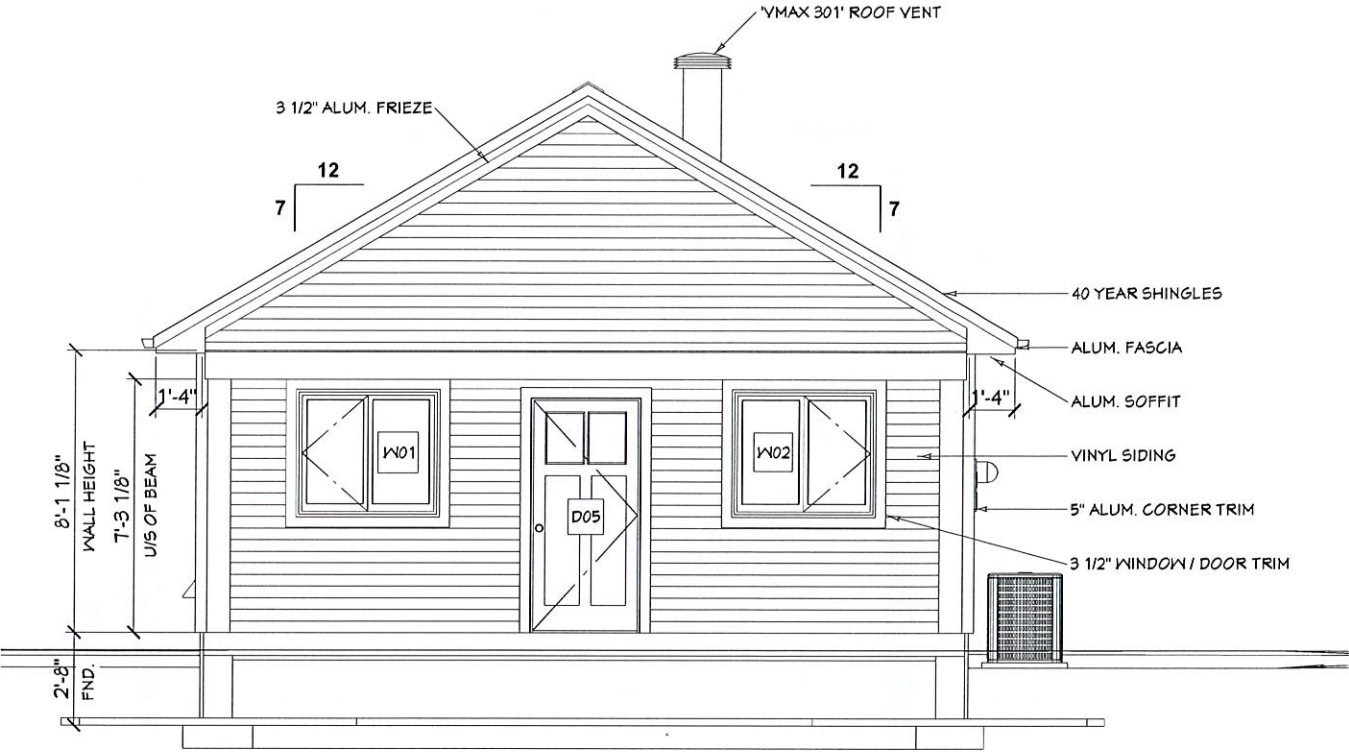 'VMAX 301' ROOF VENT
3 1/2" ALUM. FRIEZE
12
7
12
7
40 YEAR SHINGLES
ALUM. FASCIA
1'-4"
1'-4"
ALUM. SOFFIT
W01
W02
VINYL SIDING
8'-1 1/8"
WALL HEIGHT
7'-3 1/8"
U/S OF BEAM
D05
5" ALUM. CORNER TRIM
3 1/2" WINDOW / DOOR TRIM
2'-8"
FND.